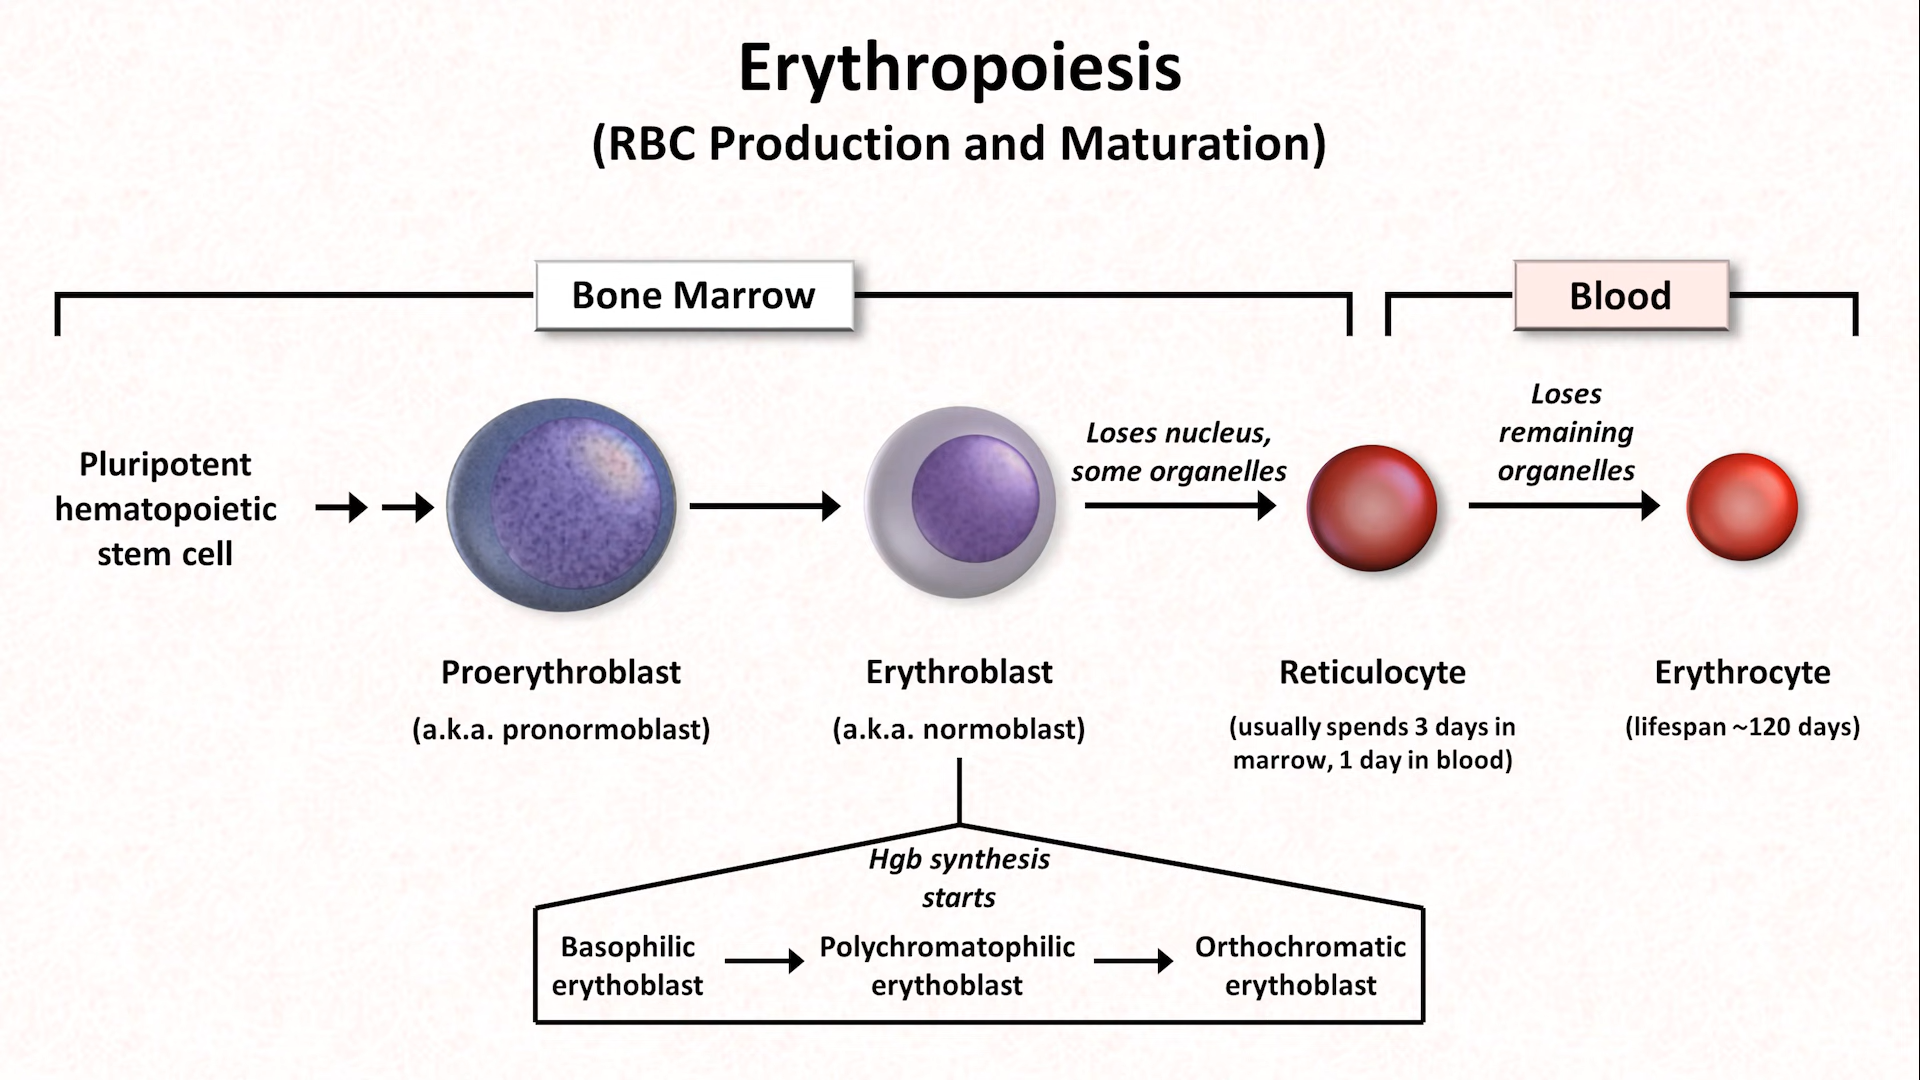 Erythropoiesis
(RBC Production and Maturation)
Bone Marrow
Blood
Pluripotent
hematopoietic
stem cell
Loses nucleus,
some organelles
Loses
remaining
organelles
Proerythroblast
(a.k.a. pronormoblast)
Erythroblast
(a.k.a. normoblast)
Reticulocyte
(usually spends 3 days in
marrow, 1 day in blood)
Erythrocyte
(lifespan ~120 days)
Hgb synthesis
starts
Basophilic
erythoblast
Polychromatophilic
erythoblast
Orthochromatic
erythoblast